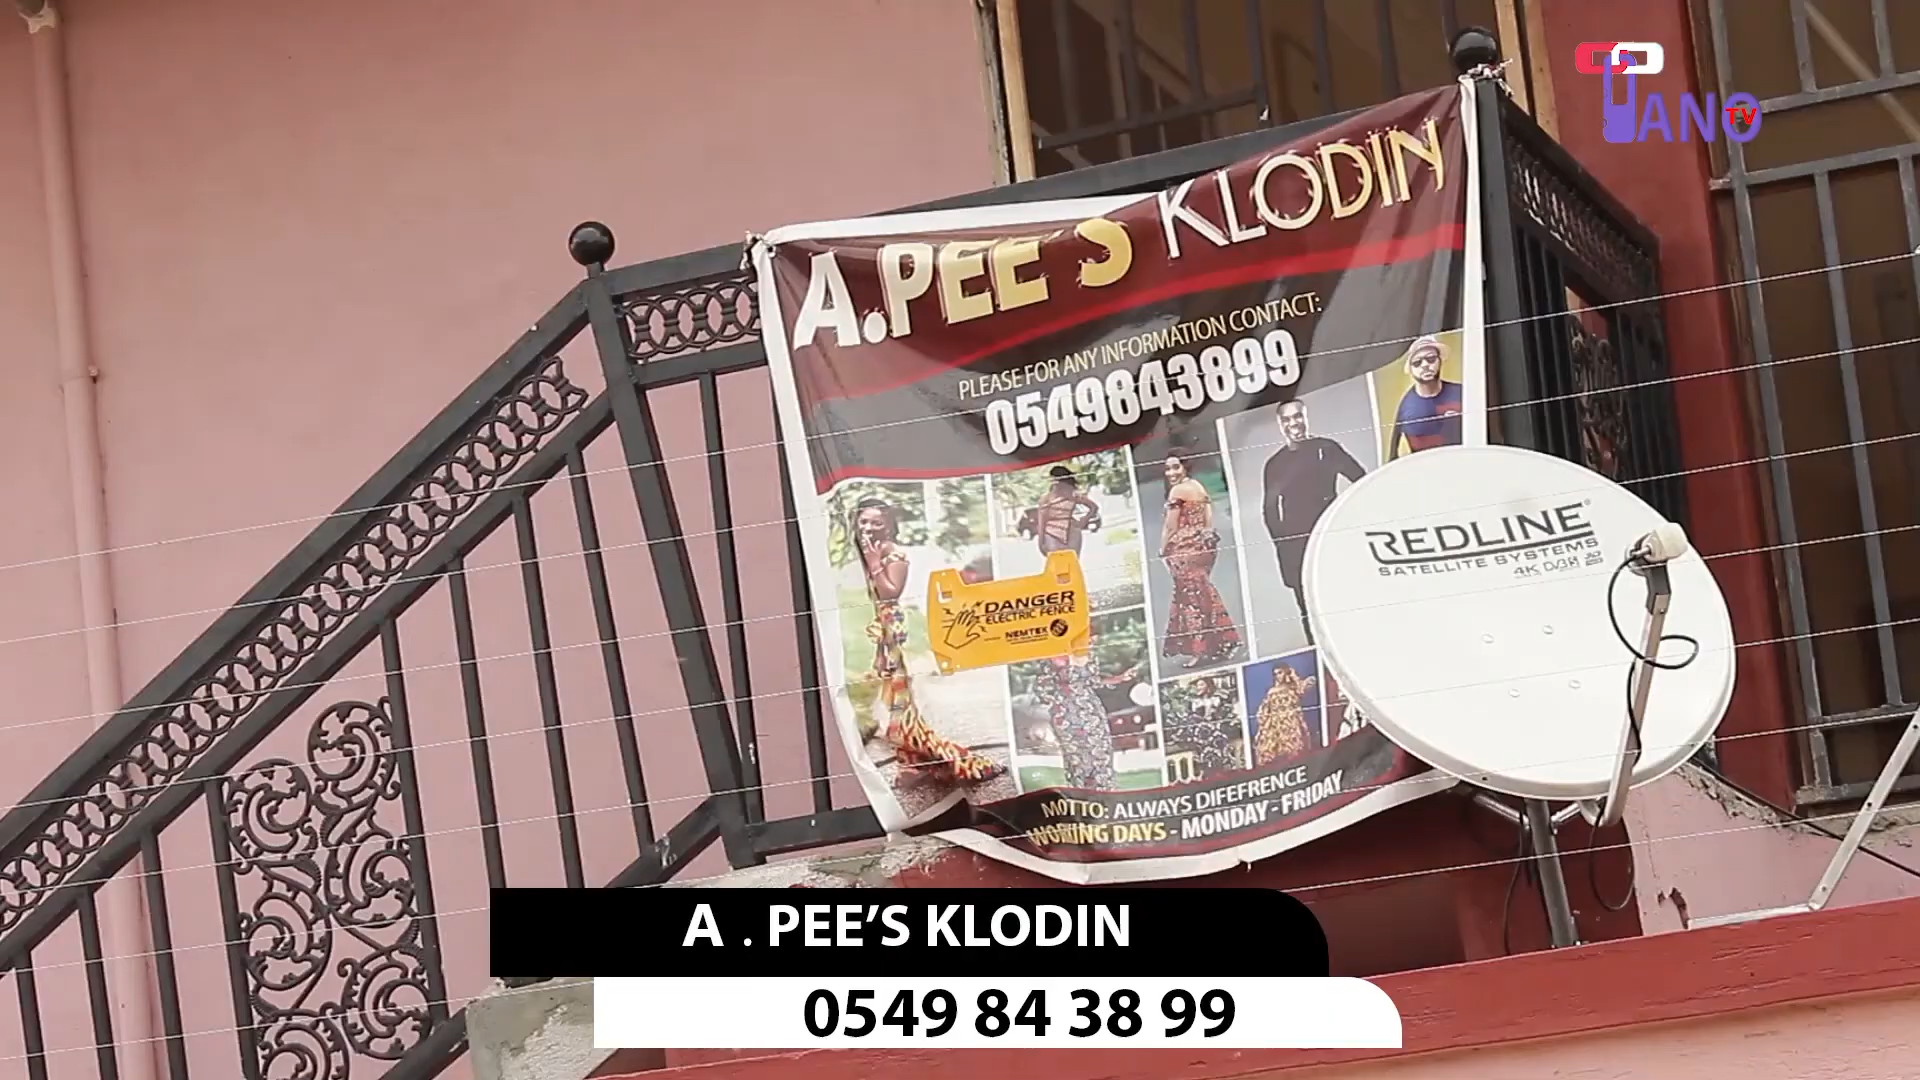 TANO
TV
A.PEE'S KLODIN
PLEASE FOR ANY INFORMATION CONTACT:
0549843899
REDLINE®
SATELLITE SYSTEMS
4K
DANGER
ELECTRIC FENCE
NEMTEK
MOTTO: ALWAYS DIFEFRENCE
WORKING DAYS - MONDAY - FRIDAY
A . PEE’S KLODIN
0549 84 38 99